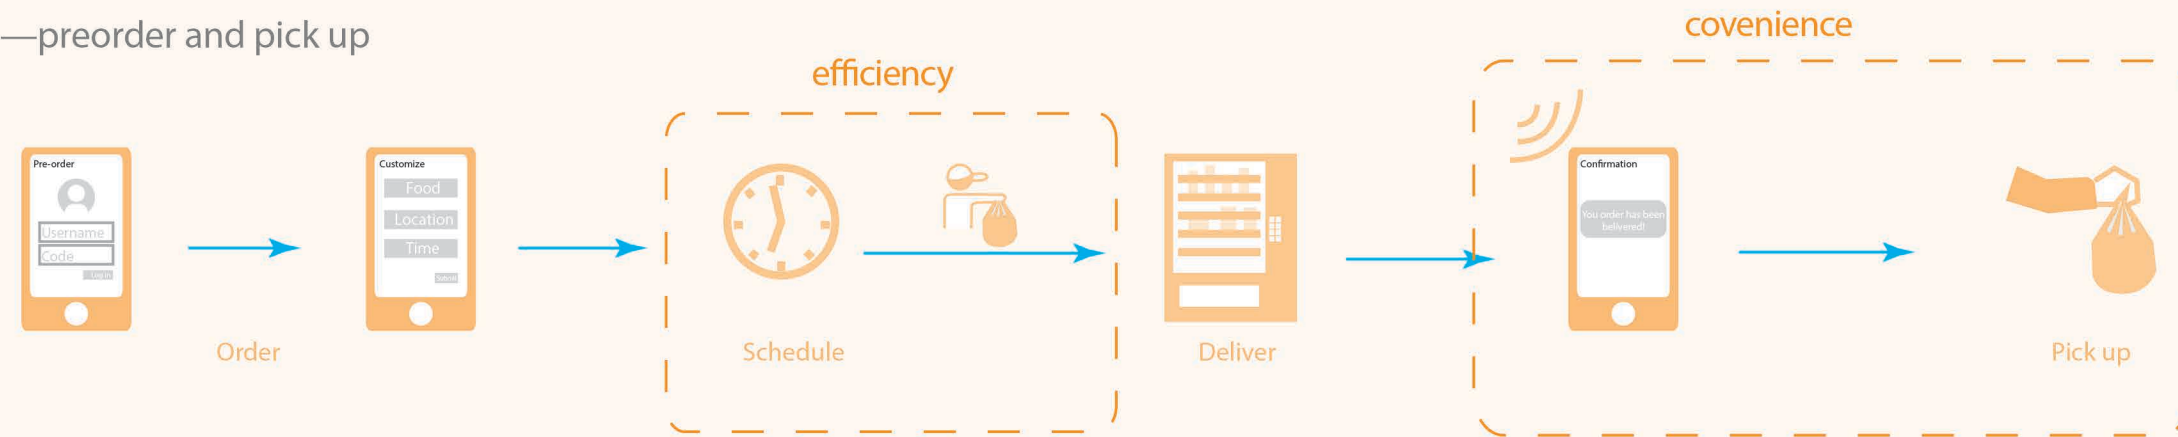 —preorder and pick up
efficiency
covenience
Pre-order
Username
Code
Log in
Customize
Food
Location
Time
Submit
Confirmation
You order has been
belivered!
Order
Schedule
Deliver
Pick up